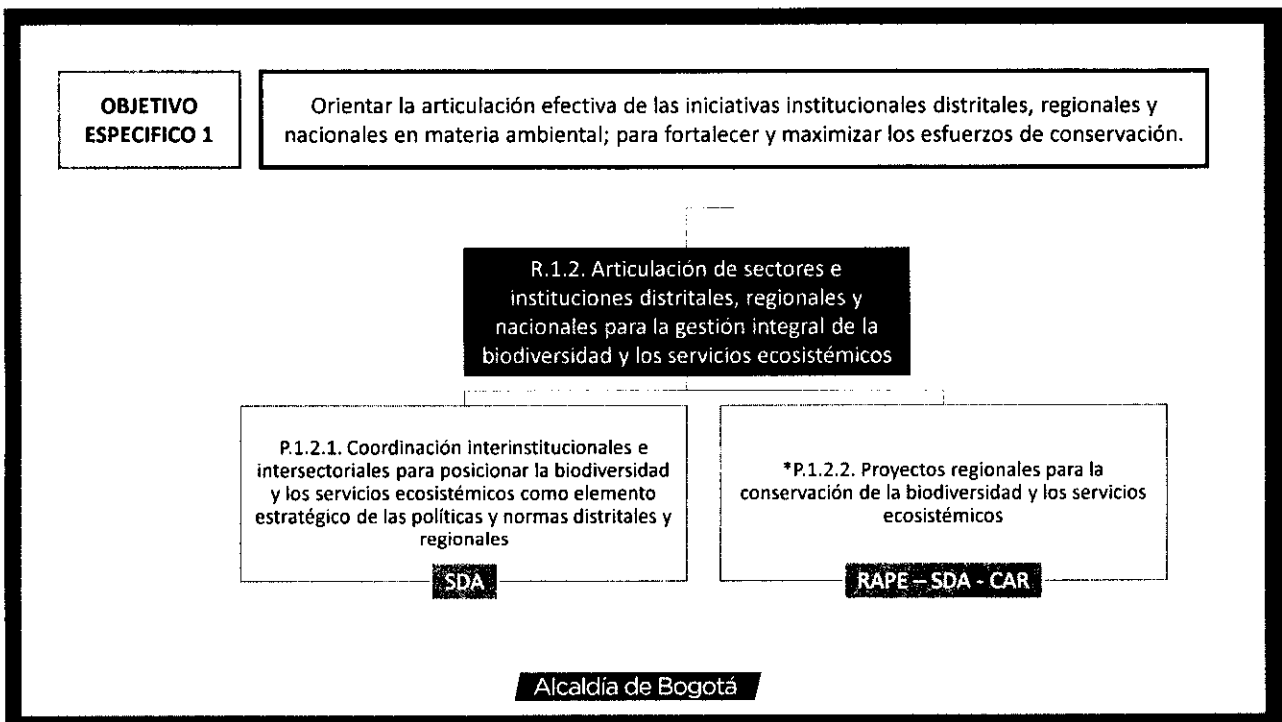 OBJETIVO
ESPECIFICO 1
Orientar la articulación efectiva de las iniciativas institucionales distritales, regionales y
nacionales en materia ambiental; para fortalecer y maximizar los esfuerzos de conservación.
R.1.2. Articulación de sectores e
instituciones distritales, regionales y
nacionales para la gestión integral de la
biodiversidad y los servicios ecosistémicos
P.1.2.1. Coordinación interinstitucionales e
intersectoriales para posicionar la biodiversidad
y los servicios ecosistémicos como elemento
estratégico de las políticas y normas distritales y
regionales
SDA
*P.1.2.2. Proyectos regionales para la
conservación de la biodiversidad y los servicios
ecosistémicos
RAPE – SDA - CAR
Alcaldía de Bogotá